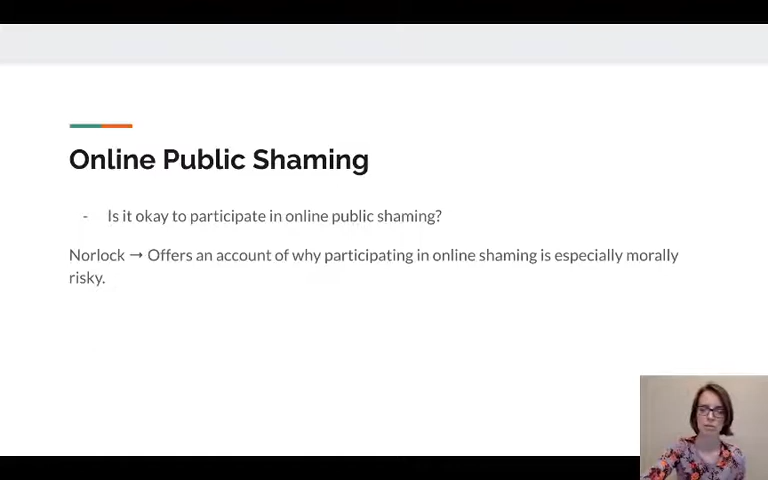 Online Public Shaming
- Is it okay to participate in online public shaming?
Norlock → Offers an account of why participating in online shaming is especially morally
risky.